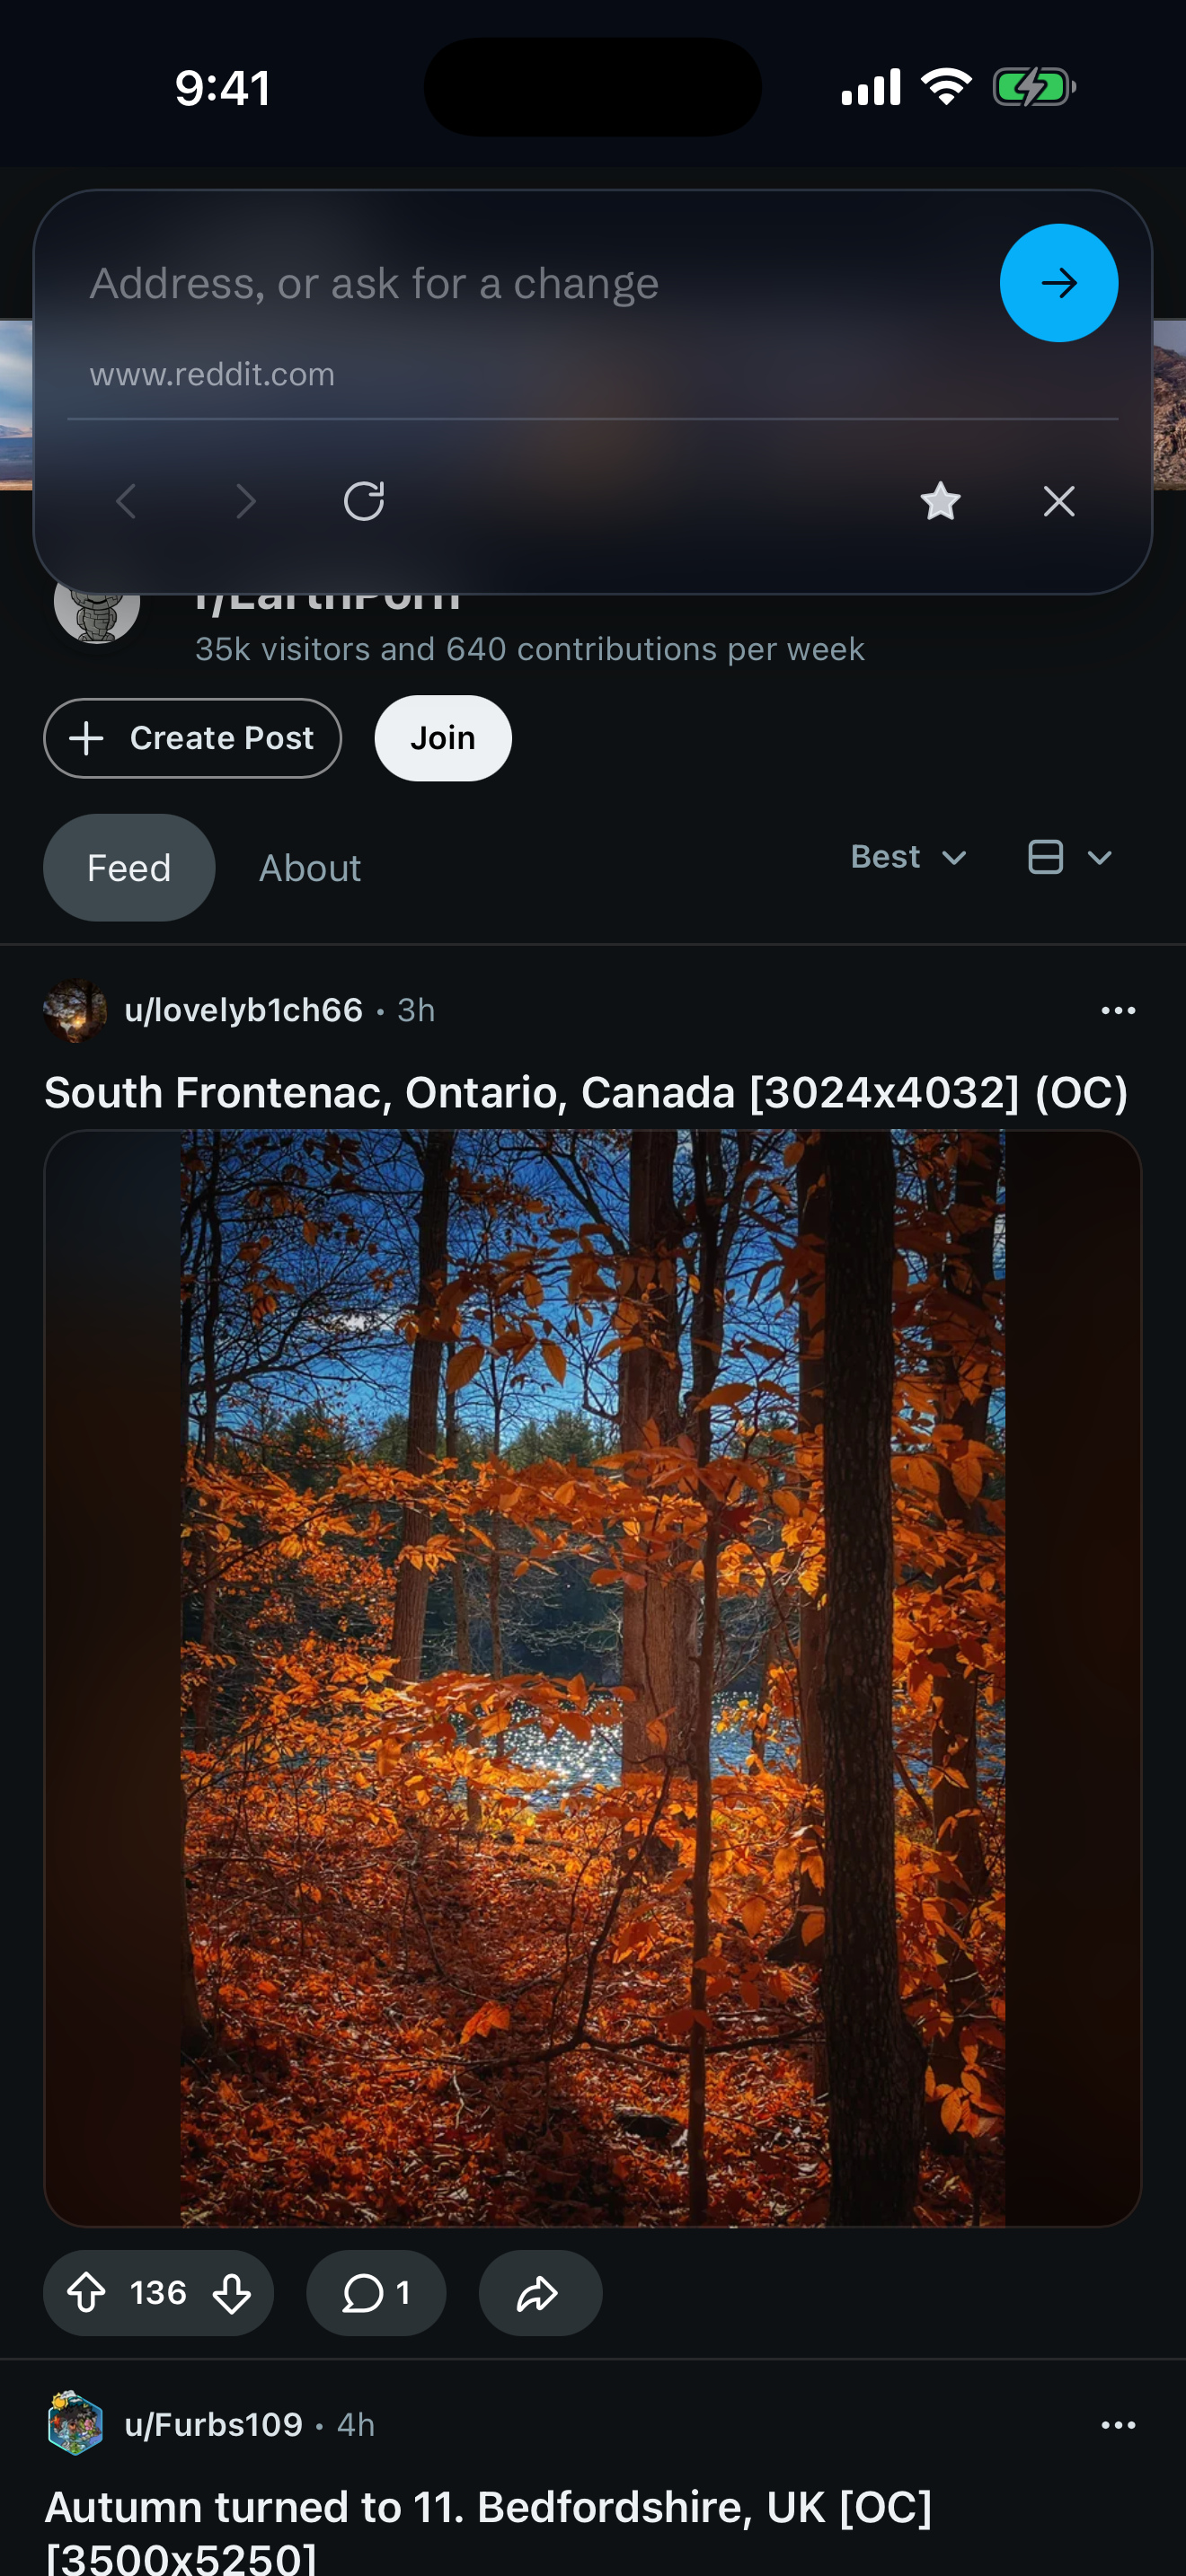 9:41
Address, or ask for a change
www.reddit.com
r/EarthPorn
35k visitors and 640 contributions per week
Create Post
Join
Feed
About
Best
u/lovelyb1ch66 • 3h
South Frontenac, Ontario, Canada [3024x4032] (OC)
136
1
u/Furbs109 • 4h
Autumn turned to 11. Bedfordshire, UK [OC]
[3500x5250]